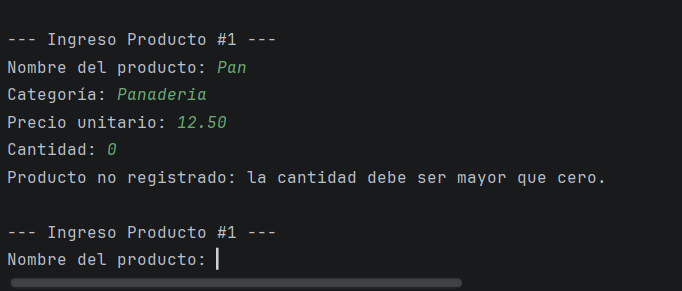 --- Ingreso Producto #1 ---
Nombre del producto: Pan
Categoría: Panaderia
Precio unitario: 12.50
Cantidad: 0
Producto no registrado: la cantidad debe ser mayor que cero.
--- Ingreso Producto #1 ---
Nombre del producto: